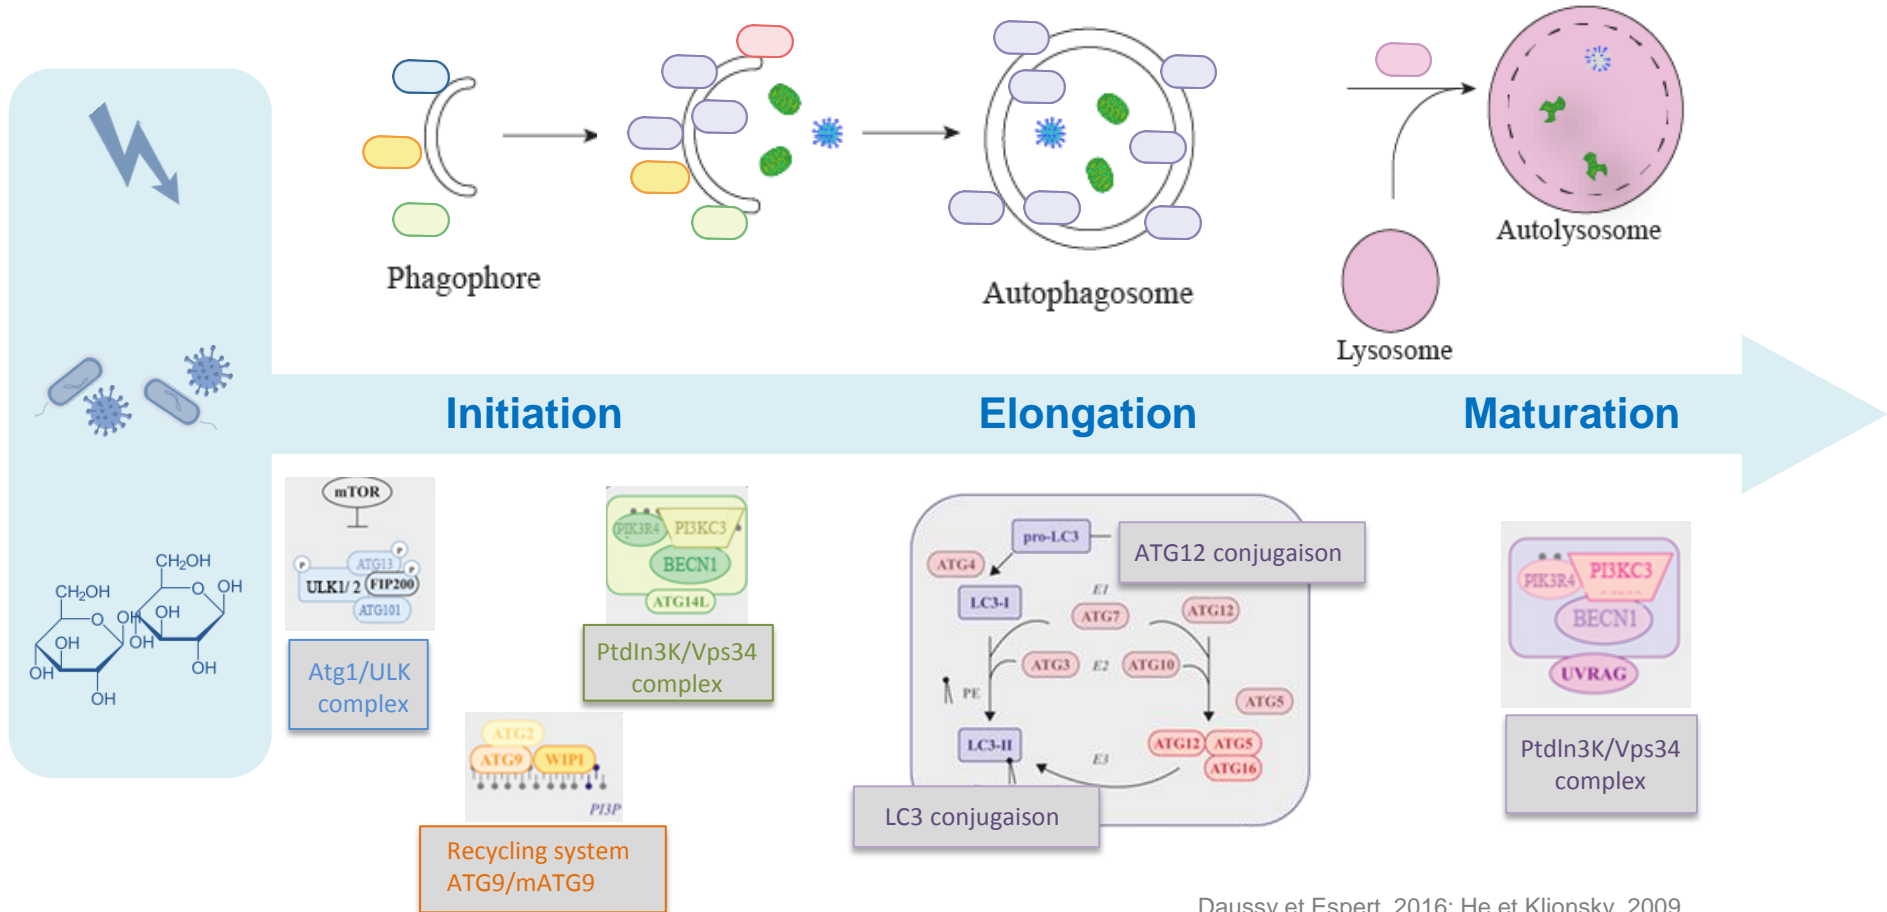 Phagophore
Autophagosome
Lysosome
Autolysosome
Initiation
Elongation
Maturation
CH₂OH
CH₂OH
O
OH
O
O
OH
OH
OH
OH
OH
OH
OH
OH
mTOR
P
P
P
ATG13
ULK1/ 2
FIP200
ATG101
Atg1/ULK
complex
PIK3R4
PI3KC3
BECN1
ATG14L
PtdIn3K/Vps34
complex
ATG2
ATG9
WIPI
PI3P
Recycling system
ATG9/mATG9
pro-LC3
ATG12 conjugaison
ATG4
LC3-I
E1
ATG7
ATG12
ATG3
E2
ATG10
PE
ATG5
LC3-II
E3
ATG12
ATG5
ATG16
LC3 conjugaison
PIK3R4
PI3KC3
BECN1
UVRAG
PtdIn3K/Vps34
complex
Daussy et Espert, 2016; He et Klionsky, 2009